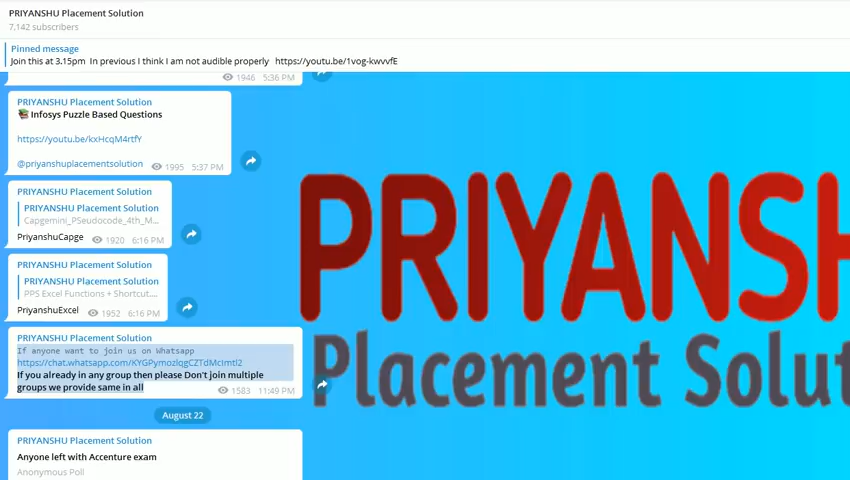 PRIYANSHU Placement Solution
7,142 subscribers
Pinned message
Join this at 3.15pm In previous I think I am not audible properly https://youtu.be/1vog-kwvvfE
1946 5:36 PM
PRIYANSHU Placement Solution
Infosys Puzzle Based Questions
https://youtu.be/kxHcqM4rtfY
@priyanshuplacementsolution 1995 5:37 PM
PRIYANSHU Placement Solution
PRIYANSHU Placement Solution
Capgemini_PSeudocode_4th_M...
PriyanshuCapge 1920 6:16 PM
PRIYANSHU Placement Solution
PRIYANSHU Placement Solution
PPS Excel Functions + Shortcut....
PriyanshuExcel 1952 6:16 PM
PRIYANSHU Placement Solution
If anyone want to join us on Whatsapp
https://chat.whatsapp.com/KYGPymozlqgCZTdMcImtl2
If you already in any group then please Don't join multiple
groups we provide same in all 1583 11:49 PM
August 22
PRIYANSHU Placement Solution
Anyone left with Accenture exam
Anonymous Poll
PRIYANSH
Placement Solut